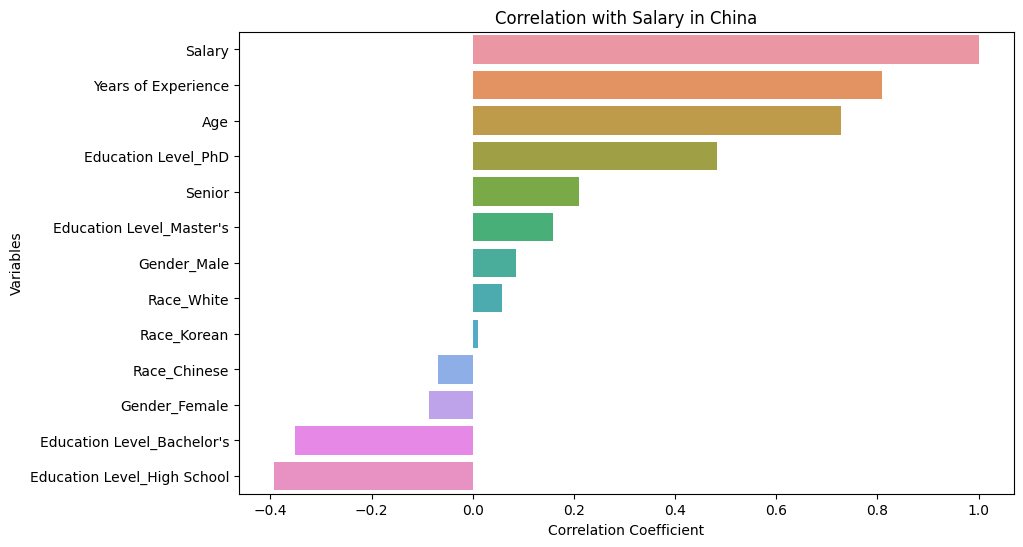 Correlation with Salary in China
Salary
Years of Experience
Age
Education Level_PhD
Senior
Education Level_Master's
Gender_Male
Race_White
Race_Korean
Race_Chinese
Gender_Female
Education Level_Bachelor's
Education Level_High School
Variables
−0.4 −0.2 0.0 0.2 0.4 0.6 0.8 1.0
Correlation Coefficient